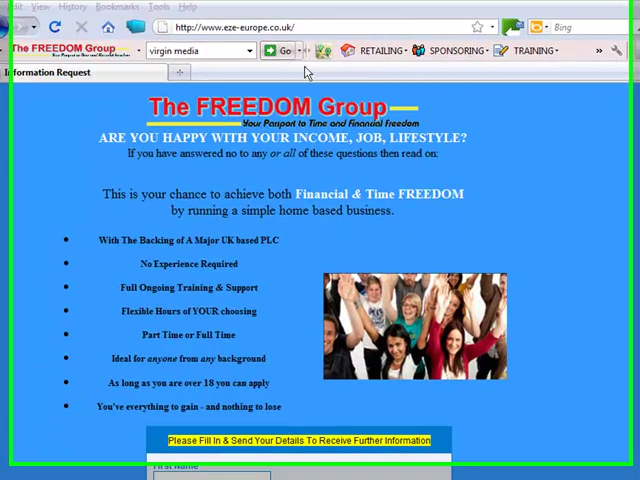 Edit View History Bookmarks Tools Help
http://www.eze-europe.co.uk/
Bing
The FREEDOM Group
virgin media
Go
RETAILING
SPONSORING
TRAINING
»
Information Request
The FREEDOM Group
Your Passport to Time and Financial Freedom
ARE YOU HAPPY WITH YOUR INCOME, JOB, LIFESTYLE?
If you have answered no to any or all of these questions then read on:
This is your chance to achieve both Financial & Time FREEDOM
by running a simple home based business.
With The Backing of A Major UK based PLC
No Experience Required
Full Ongoing Training & Support
Flexible Hours of YOUR choosing
Part Time or Full Time
Ideal for anyone from any background
As long as you are over 18 you can apply
You've everything to gain - and nothing to lose
Please Fill In & Send Your Details To Receive Further Information
First Name